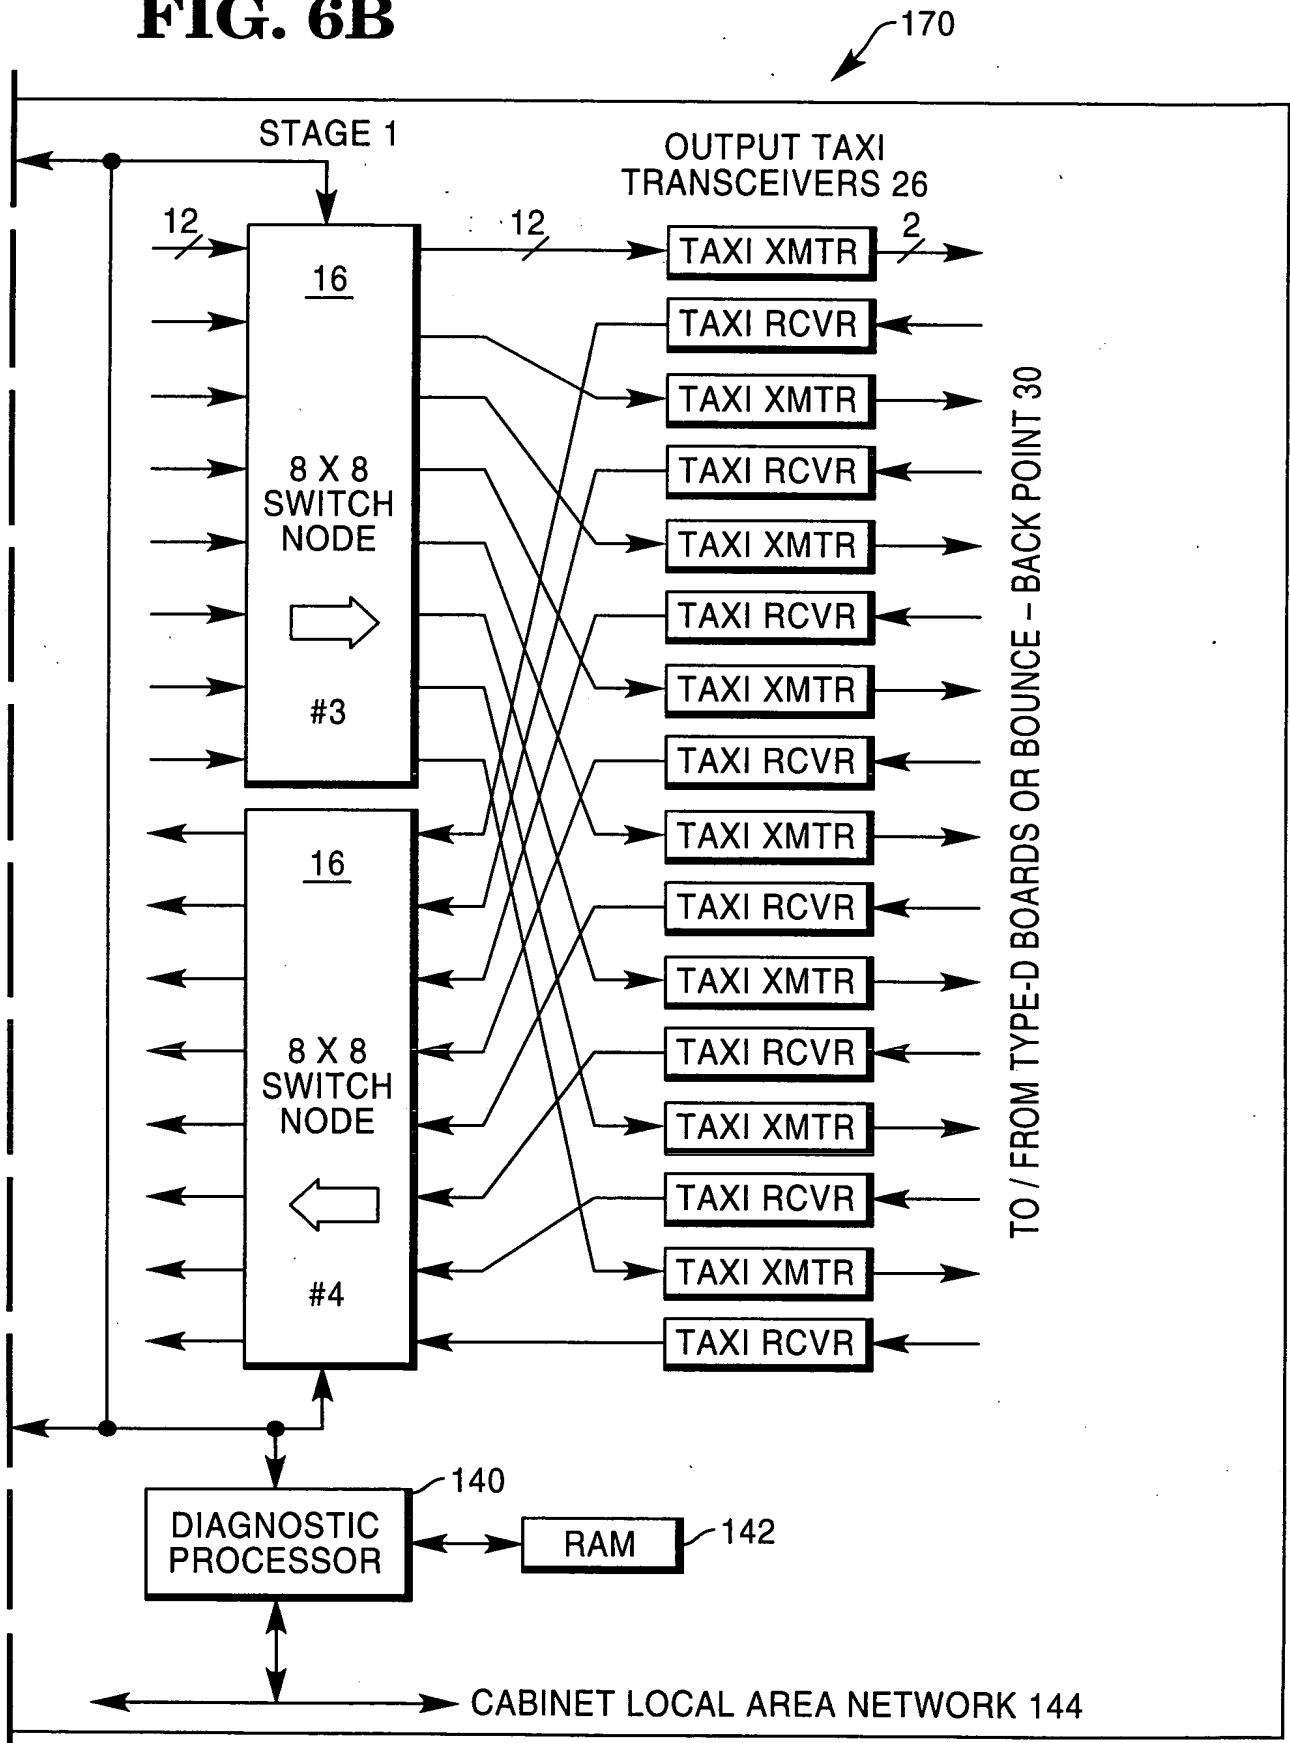 FIG. 6B
170
STAGE 1
OUTPUT TAXI
TRANSCEIVERS 26
12
12
2
16
8 X 8
SWITCH
NODE
#3
16
8 X 8
SWITCH
NODE
#4
TAXI XMTR
TAXI RCVR
TAXI XMTR
TAXI RCVR
TAXI XMTR
TAXI RCVR
TAXI XMTR
TAXI RCVR
TAXI XMTR
TAXI RCVR
TAXI XMTR
TAXI RCVR
TAXI XMTR
TAXI RCVR
TAXI XMTR
TAXI RCVR
TO / FROM TYPE-D BOARDS OR BOUNCE – BACK POINT 30
140
DIAGNOSTIC
PROCESSOR
RAM
142
CABINET LOCAL AREA NETWORK 144